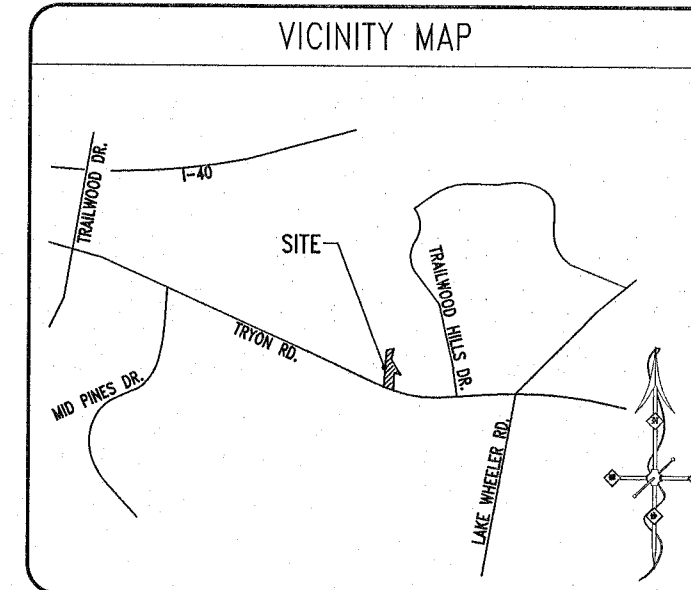 VICINITY MAP
TRAILWOOD DR.
I-40
SITE
TRAILWOOD HILLS DR.
TRYON RD.
MID PINES DR.
LAKE WHEELER RD.